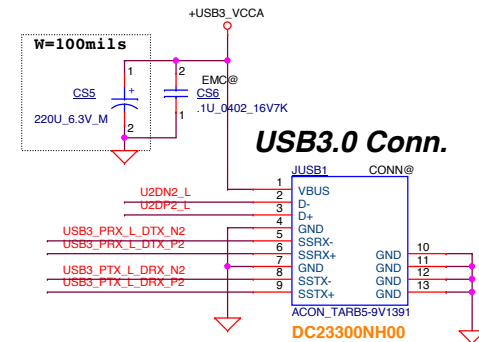 +USB3_VCCA
W=100mils
1
2
EMC@
CS5
+
CS6
220U_6.3V_M
.1U_0402_16V7K
2
1
USB3.0 Conn.
JUSB1 CONN@
1 VBUS
U2DN2_L 2 D-
U2DP2_L 3 D+
4 GND
USB3_PRX_L_DTX_N2 5 SSRX-
USB3_PRX_L_DTX_P2 6 SSRX+ GND 10
7 GND GND 11
USB3_PTX_L_DRX_N2 8 SSTX- GND 12
USB3_PTX_L_DRX_P2 9 SSTX+ GND 13
ACON_TARB5-9V1391
DC23300NH00